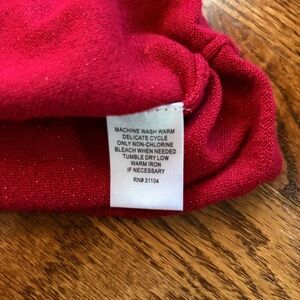 MACHINE WASH WARM
DELICATE CYCLE
ONLY NON-CHLORINE
BLEACH WHEN NEEDED
TUMBLE DRY LOW
WARM IRON
IF NECESSARY
RN# 31104